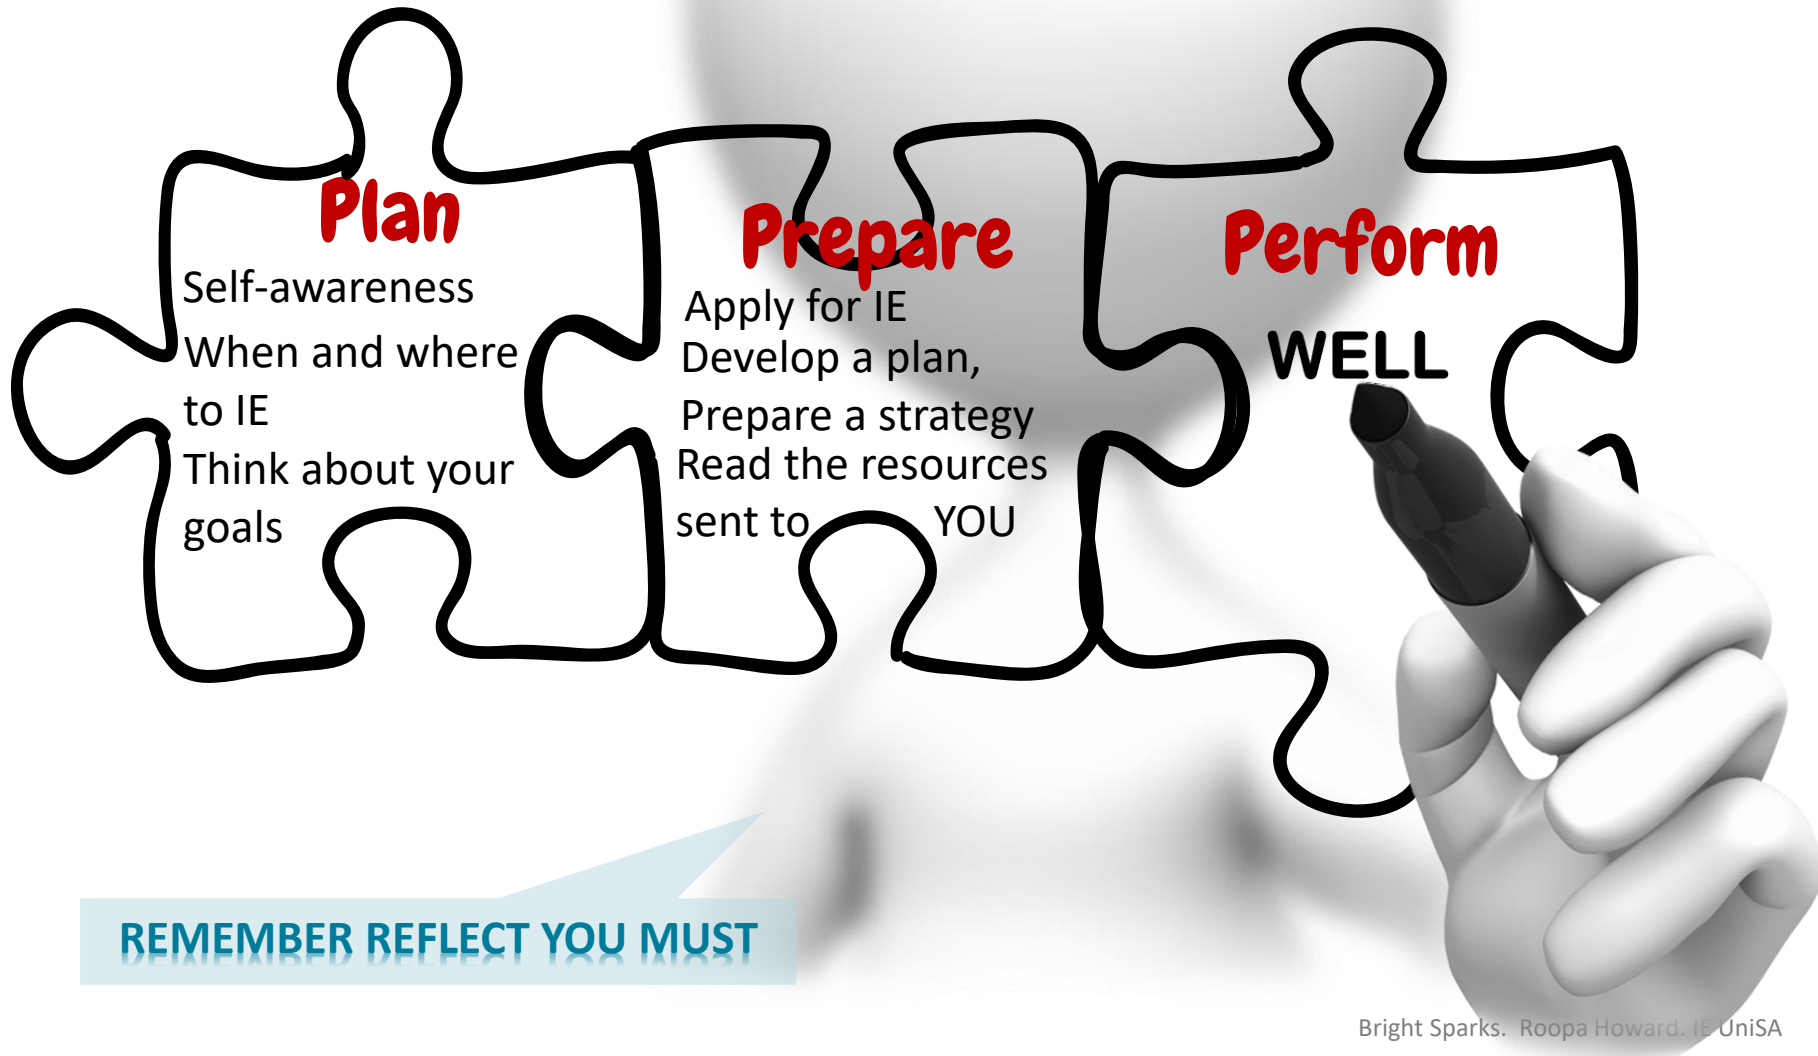 Plan
Self-awareness
When and where
to IE
Think about your
goals
Prepare
Apply for IE
Develop a plan,
Prepare a strategy
Read the resources
sent to YOU
Perform
WELL
REMEMBER REFLECT YOU MUST
Bright Sparks. Roopa Howard. IE UniSA